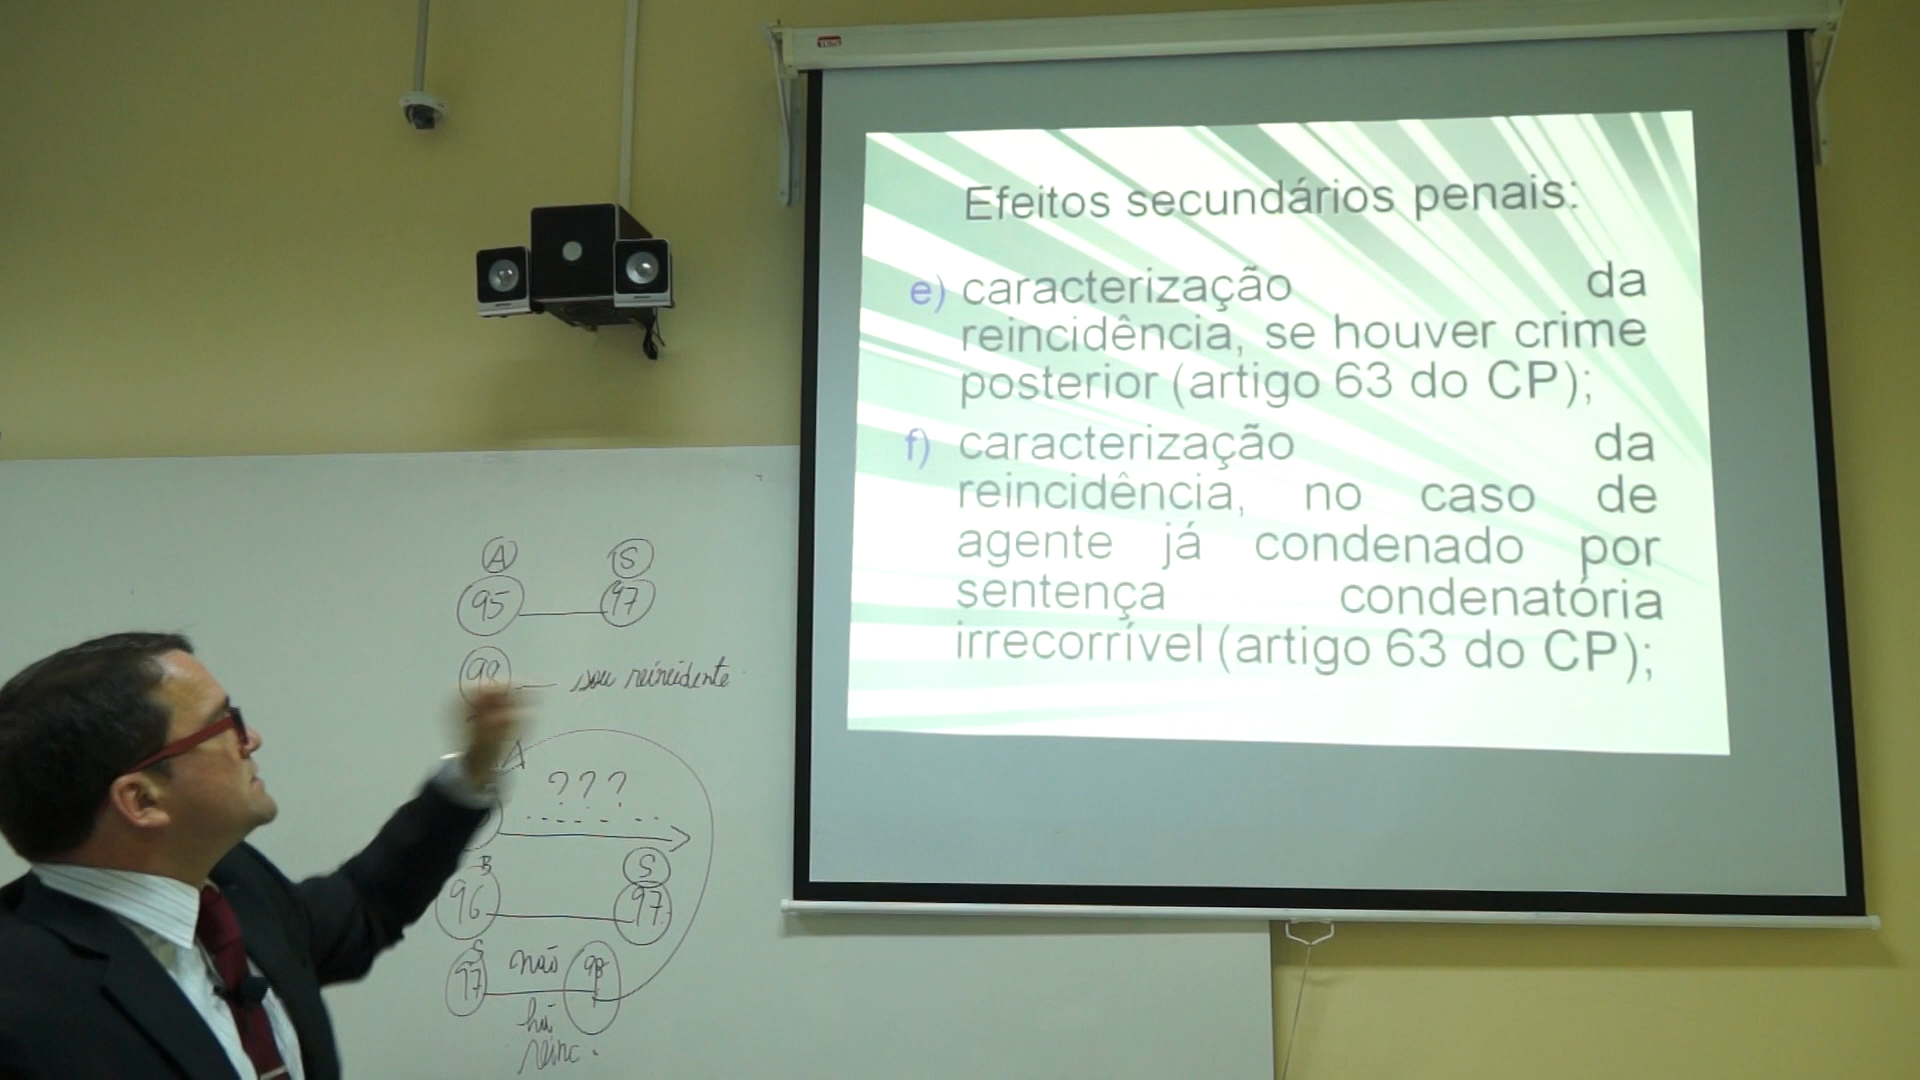 Efeitos secundários penais:
e) caracterização da
reincidência, se houver crime
posterior (artigo 63 do CP);
f) caracterização da
reincidência, no caso de
agente já condenado por
sentença condenatória
irrecorrível (artigo 63 do CP);
A S
95 97
98 sou reincidente
A
???
B S
96 97
97 não 98
há
reinc.